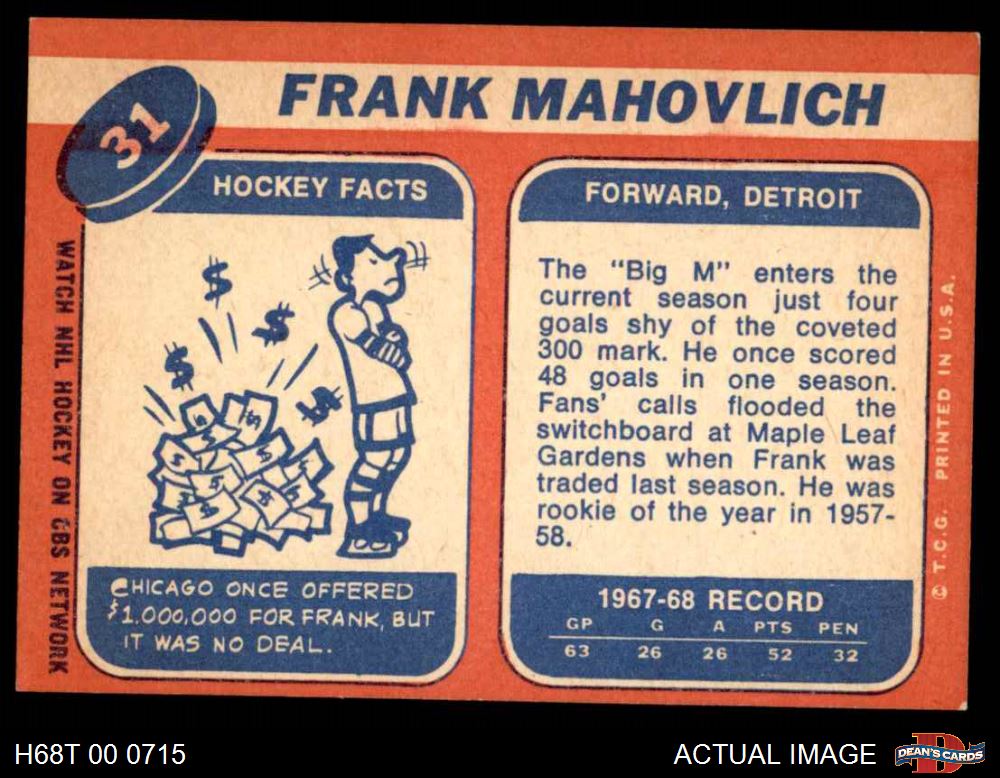 31
FRANK MAHOVLICH
HOCKEY FACTS
$
$
$
$
CHICAGO ONCE OFFERED
$1,000,000 FOR FRANK, BUT
IT WAS NO DEAL.
WATCH NHL HOCKEY ON CBS NETWORK
FORWARD, DETROIT
The "Big M" enters the
current season just four
goals shy of the coveted
300 mark. He once scored
48 goals in one season.
Fans' calls flooded the
switchboard at Maple Leaf
Gardens when Frank was
traded last season. He was
rookie of the year in 1957-
58.
1967-68 RECORD
GP G A PTS PEN
63 26 26 52 32
© T.C.G. PRINTED IN U.S.A.
H68T 00 0715
ACTUAL IMAGE
D
DEAN'S CARDS